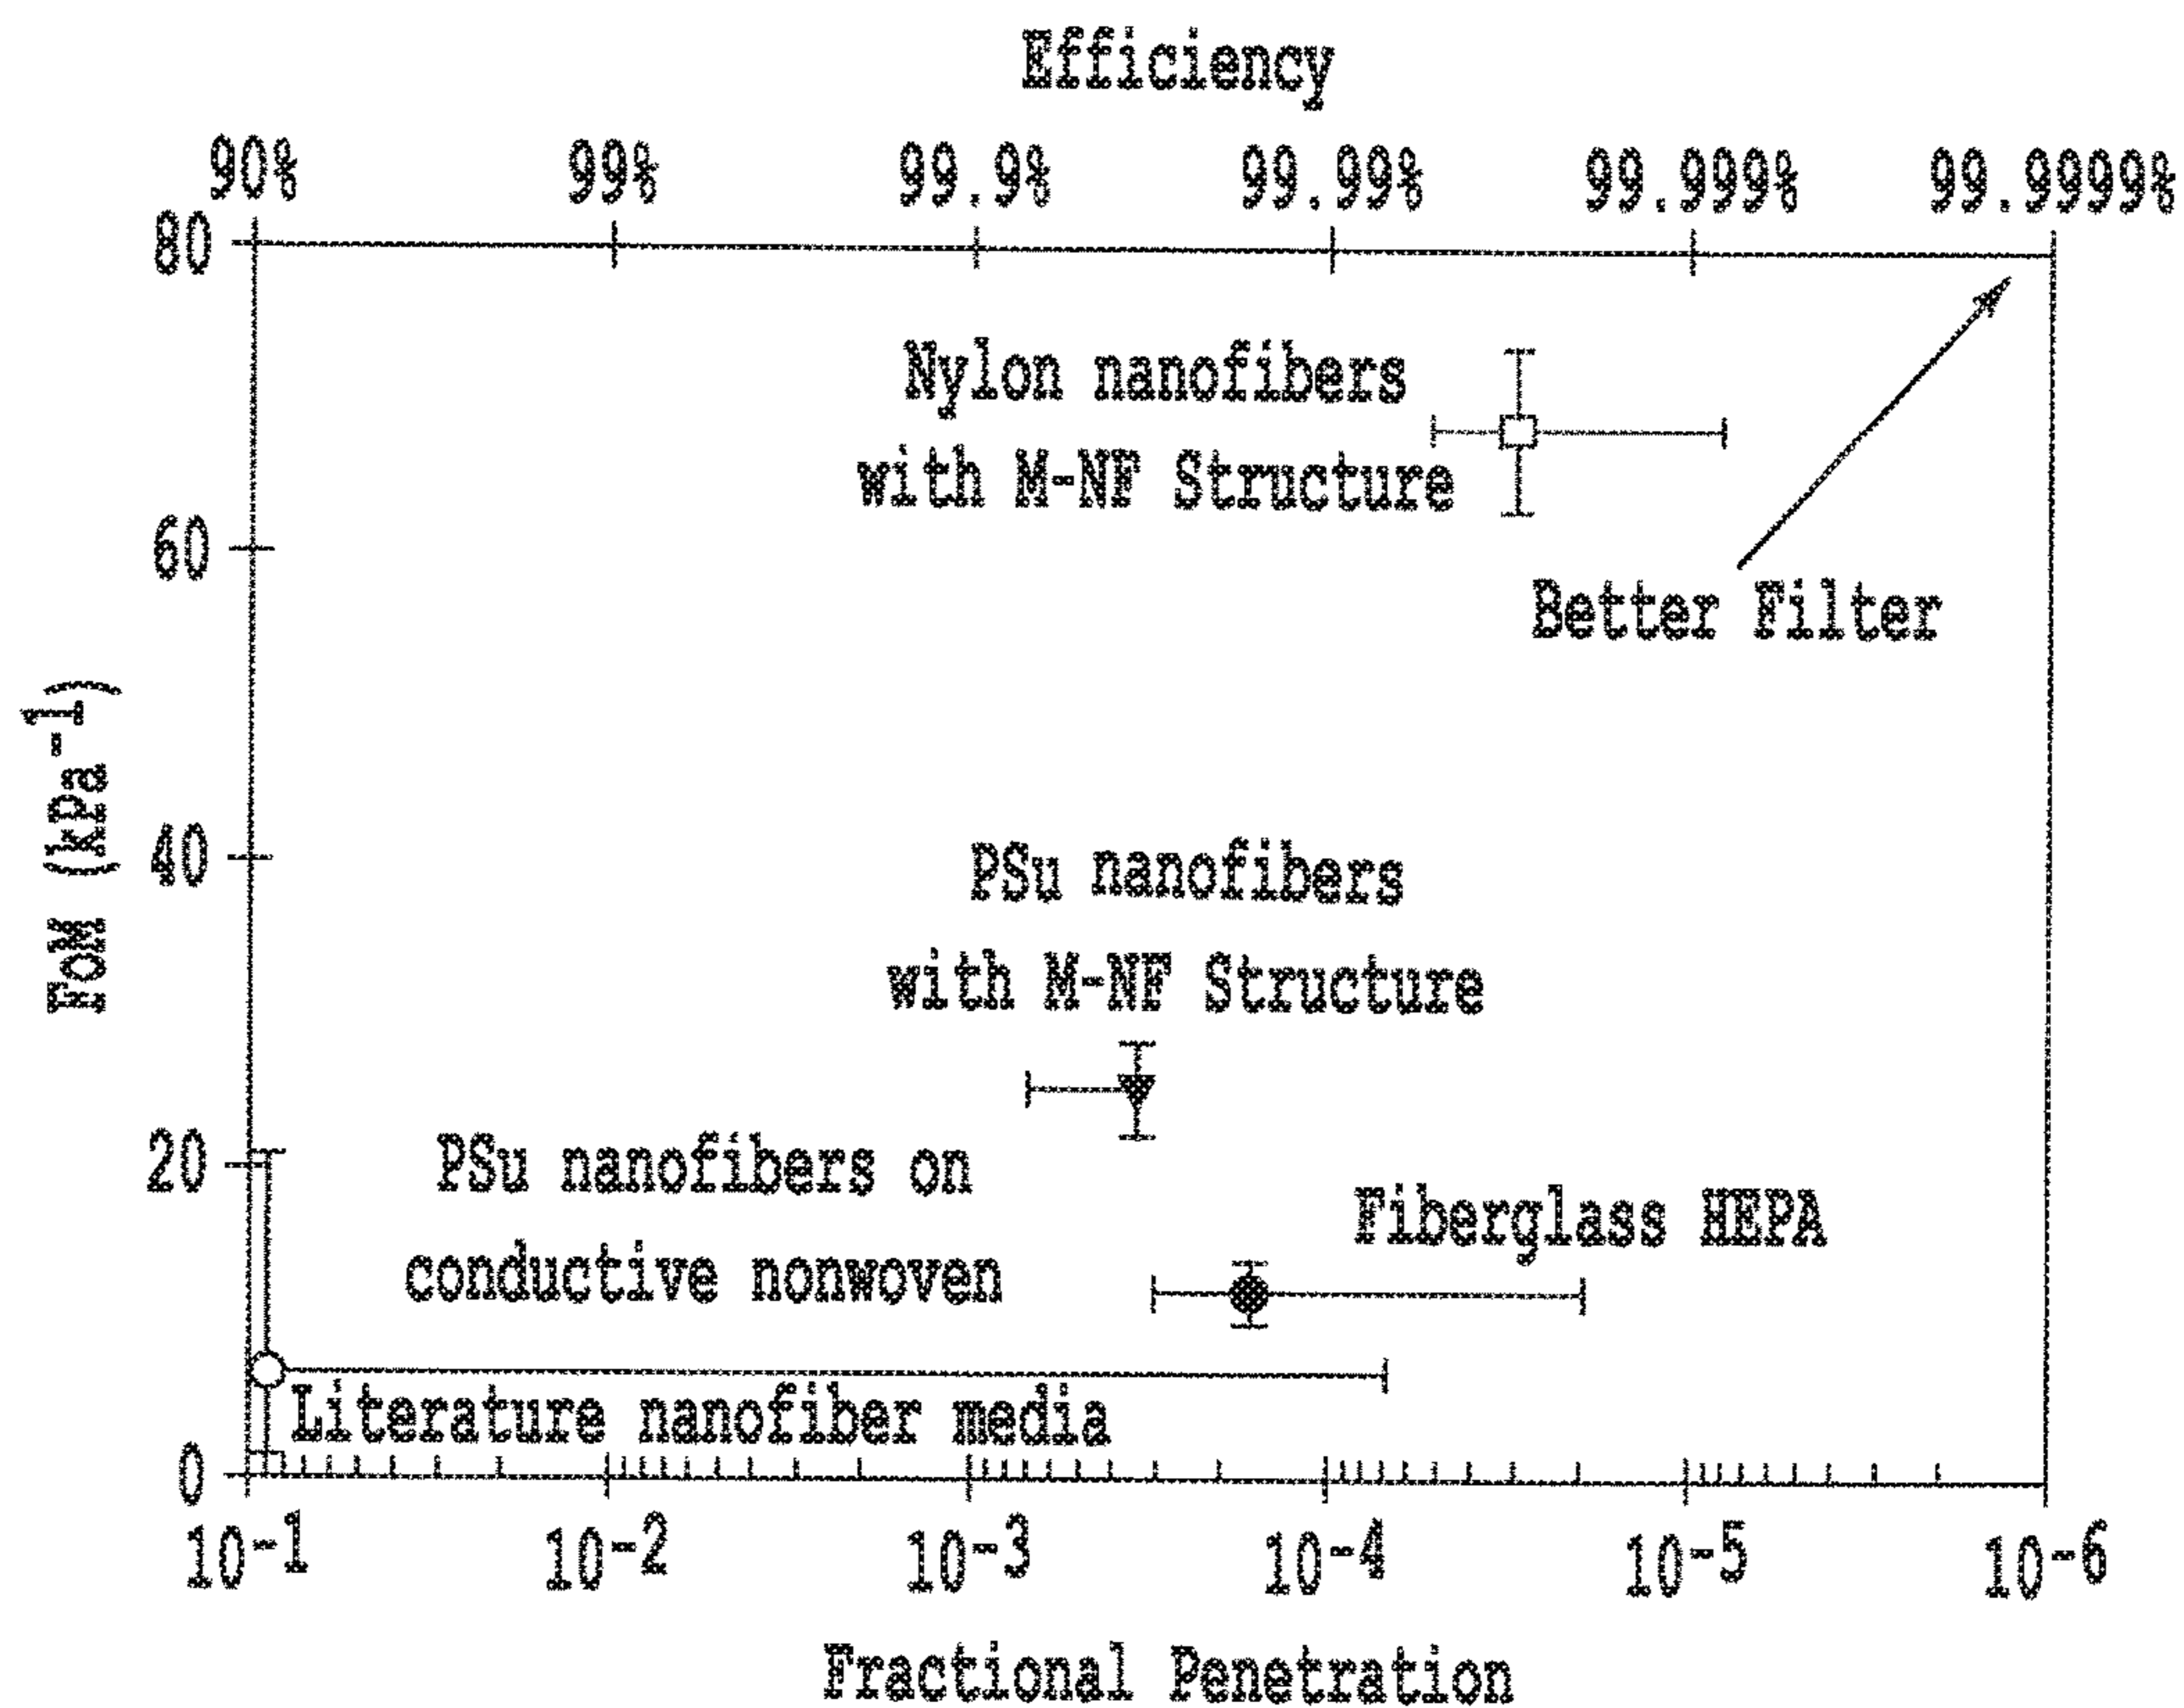 Efficiency
90% 99% 99.9% 99.99% 99.999% 99.9999%
80
Nylon nanofibers
with M-NF Structure
60
Better Filter
FoM (kPa⁻¹)
40
PSu nanofibers
with M-NF Structure
20
PSu nanofibers on
conductive nonwoven
Fiberglass HEPA
Literature nanofiber media
0
10⁻¹ 10⁻² 10⁻³ 10⁻⁴ 10⁻⁵ 10⁻⁶
Fractional Penetration